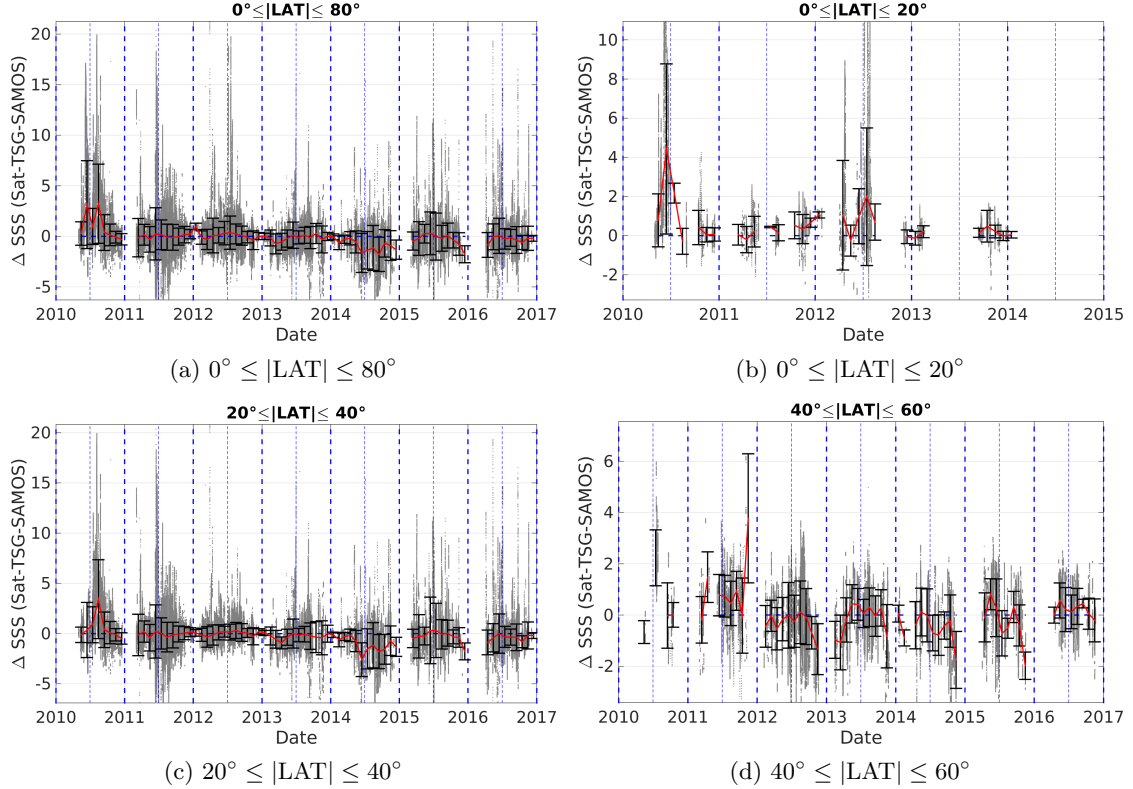 0°≤|LAT|≤ 80°
20
15
10
5
0
-5
Δ SSS (Sat-TSG-SAMOS)
2010 2011 2012 2013 2014 2015 2016 2017
Date
(a) 0° ≤ |LAT| ≤ 80°
0°≤|LAT|≤ 20°
10
8
6
4
2
0
-2
Δ SSS (Sat-TSG-SAMOS)
2010 2011 2012 2013 2014 2015
Date
(b) 0° ≤ |LAT| ≤ 20°
20°≤|LAT|≤ 40°
20
15
10
5
0
-5
Δ SSS (Sat-TSG-SAMOS)
2010 2011 2012 2013 2014 2015 2016 2017
Date
(c) 20° ≤ |LAT| ≤ 40°
40°≤|LAT|≤ 60°
6
4
2
0
-2
Δ SSS (Sat-TSG-SAMOS)
2010 2011 2012 2013 2014 2015 2016 2017
Date
(d) 40° ≤ |LAT| ≤ 60°